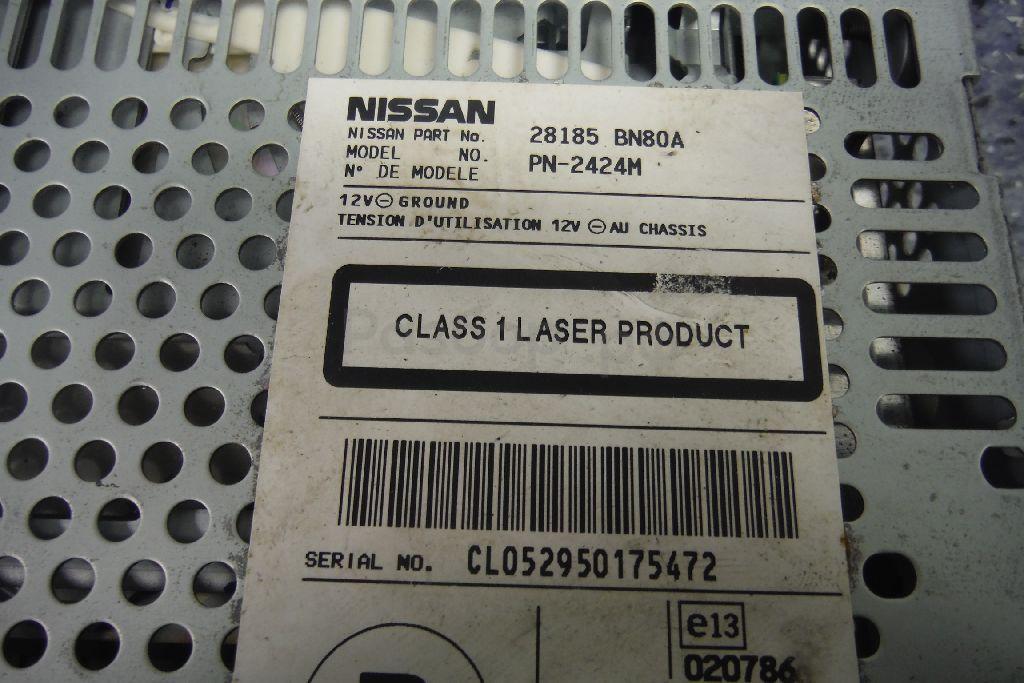 NISSAN
NISSAN PART No. 28185 BN80A
MODEL NO. PN-2424M
N° DE MODELE
12V⊖ GROUND
TENSION D'UTILISATION 12V ⊖ AU CHASSIS
CLASS 1 LASER PRODUCT
SERIAL NO. CL052950175472
e13
020786